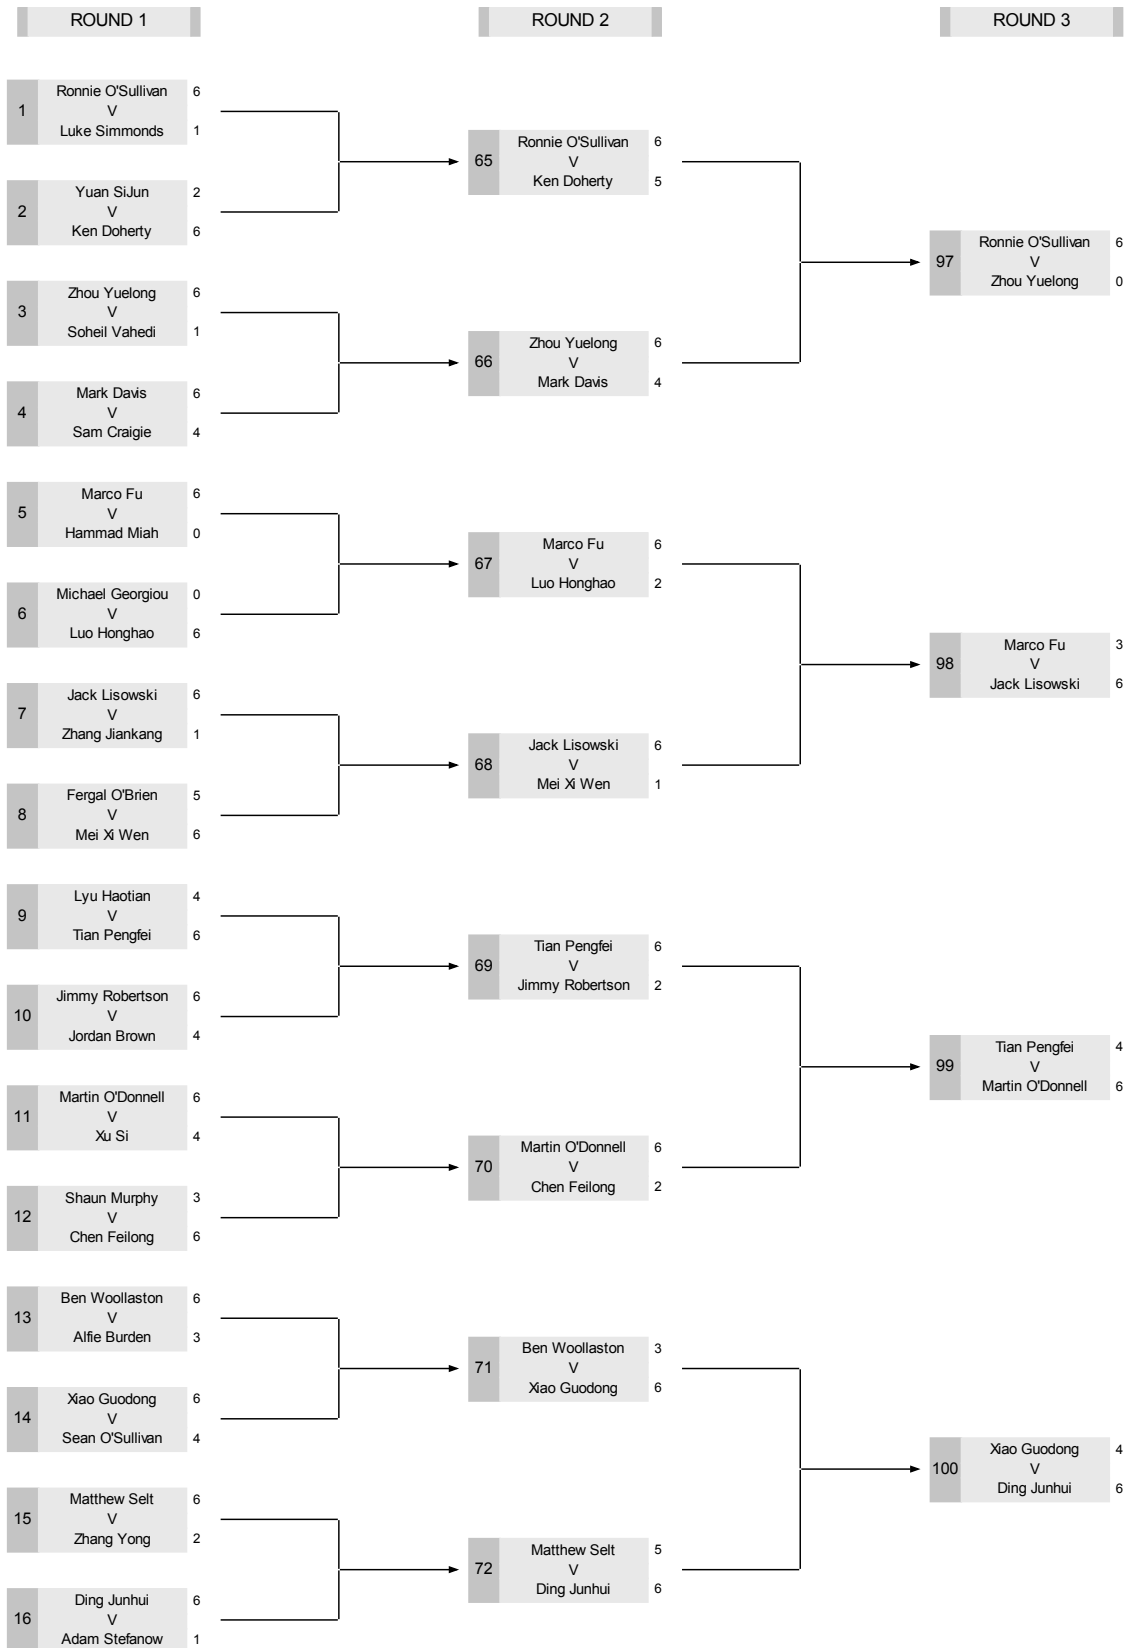 ROUND 1
ROUND 2
ROUND 3
1
Ronnie O'Sullivan 6
V
Luke Simmonds 1
2
Yuan SiJun 2
V
Ken Doherty 6
3
Zhou Yuelong 6
V
Soheil Vahedi 1
4
Mark Davis 6
V
Sam Craigie 4
5
Marco Fu 6
V
Hammad Miah 0
6
Michael Georgiou 0
V
Luo Honghao 6
7
Jack Lisowski 6
V
Zhang Jiankang 1
8
Fergal O'Brien 5
V
Mei Xi Wen 6
9
Lyu Haotian 4
V
Tian Pengfei 6
10
Jimmy Robertson 6
V
Jordan Brown 4
11
Martin O'Donnell 6
V
Xu Si 4
12
Shaun Murphy 3
V
Chen Feilong 6
13
Ben Woollaston 6
V
Alfie Burden 3
14
Xiao Guodong 6
V
Sean O'Sullivan 4
15
Matthew Selt 6
V
Zhang Yong 2
16
Ding Junhui 6
V
Adam Stefanow 1
65
Ronnie O'Sullivan 6
V
Ken Doherty 5
66
Zhou Yuelong 6
V
Mark Davis 4
67
Marco Fu 6
V
Luo Honghao 2
68
Jack Lisowski 6
V
Mei Xi Wen 1
69
Tian Pengfei 6
V
Jimmy Robertson 2
70
Martin O'Donnell 6
V
Chen Feilong 2
71
Ben Woollaston 3
V
Xiao Guodong 6
72
Matthew Selt 5
V
Ding Junhui 6
97
Ronnie O'Sullivan 6
V
Zhou Yuelong 0
98
Marco Fu 3
V
Jack Lisowski 6
99
Tian Pengfei 4
V
Martin O'Donnell 6
100
Xiao Guodong 4
V
Ding Junhui 6